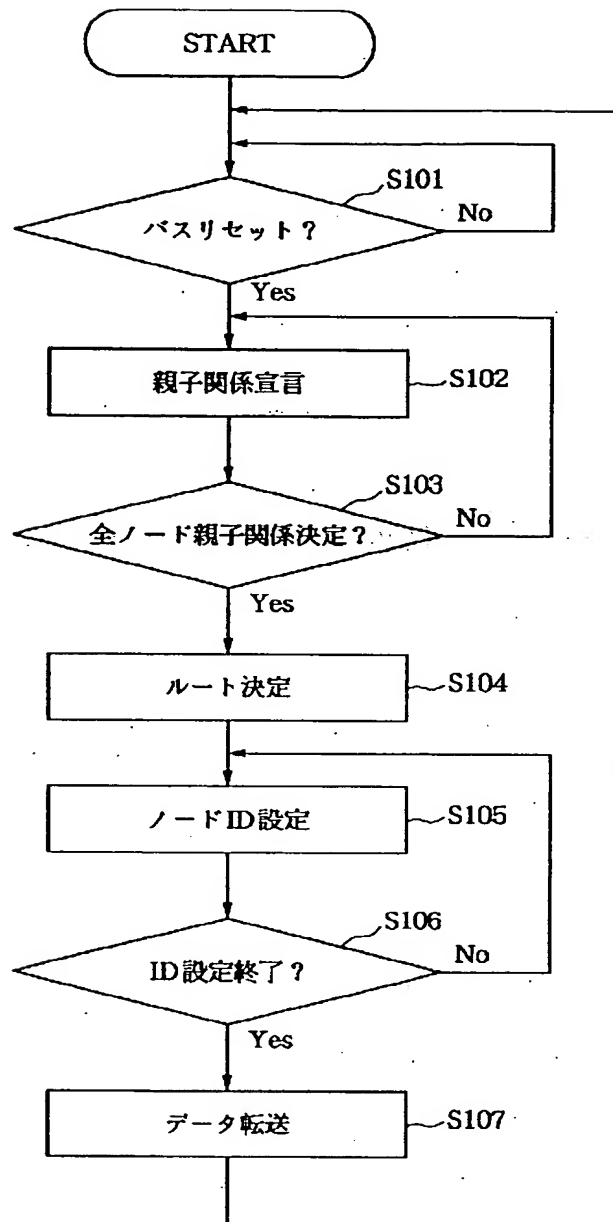 START
S101
バスリセット？
No
Yes
親子関係宣言
S102
S103
全ノード親子関係決定？
No
Yes
ルート決定
S104
ノードID設定
S105
S106
ID設定終了？
No
Yes
データ転送
S107